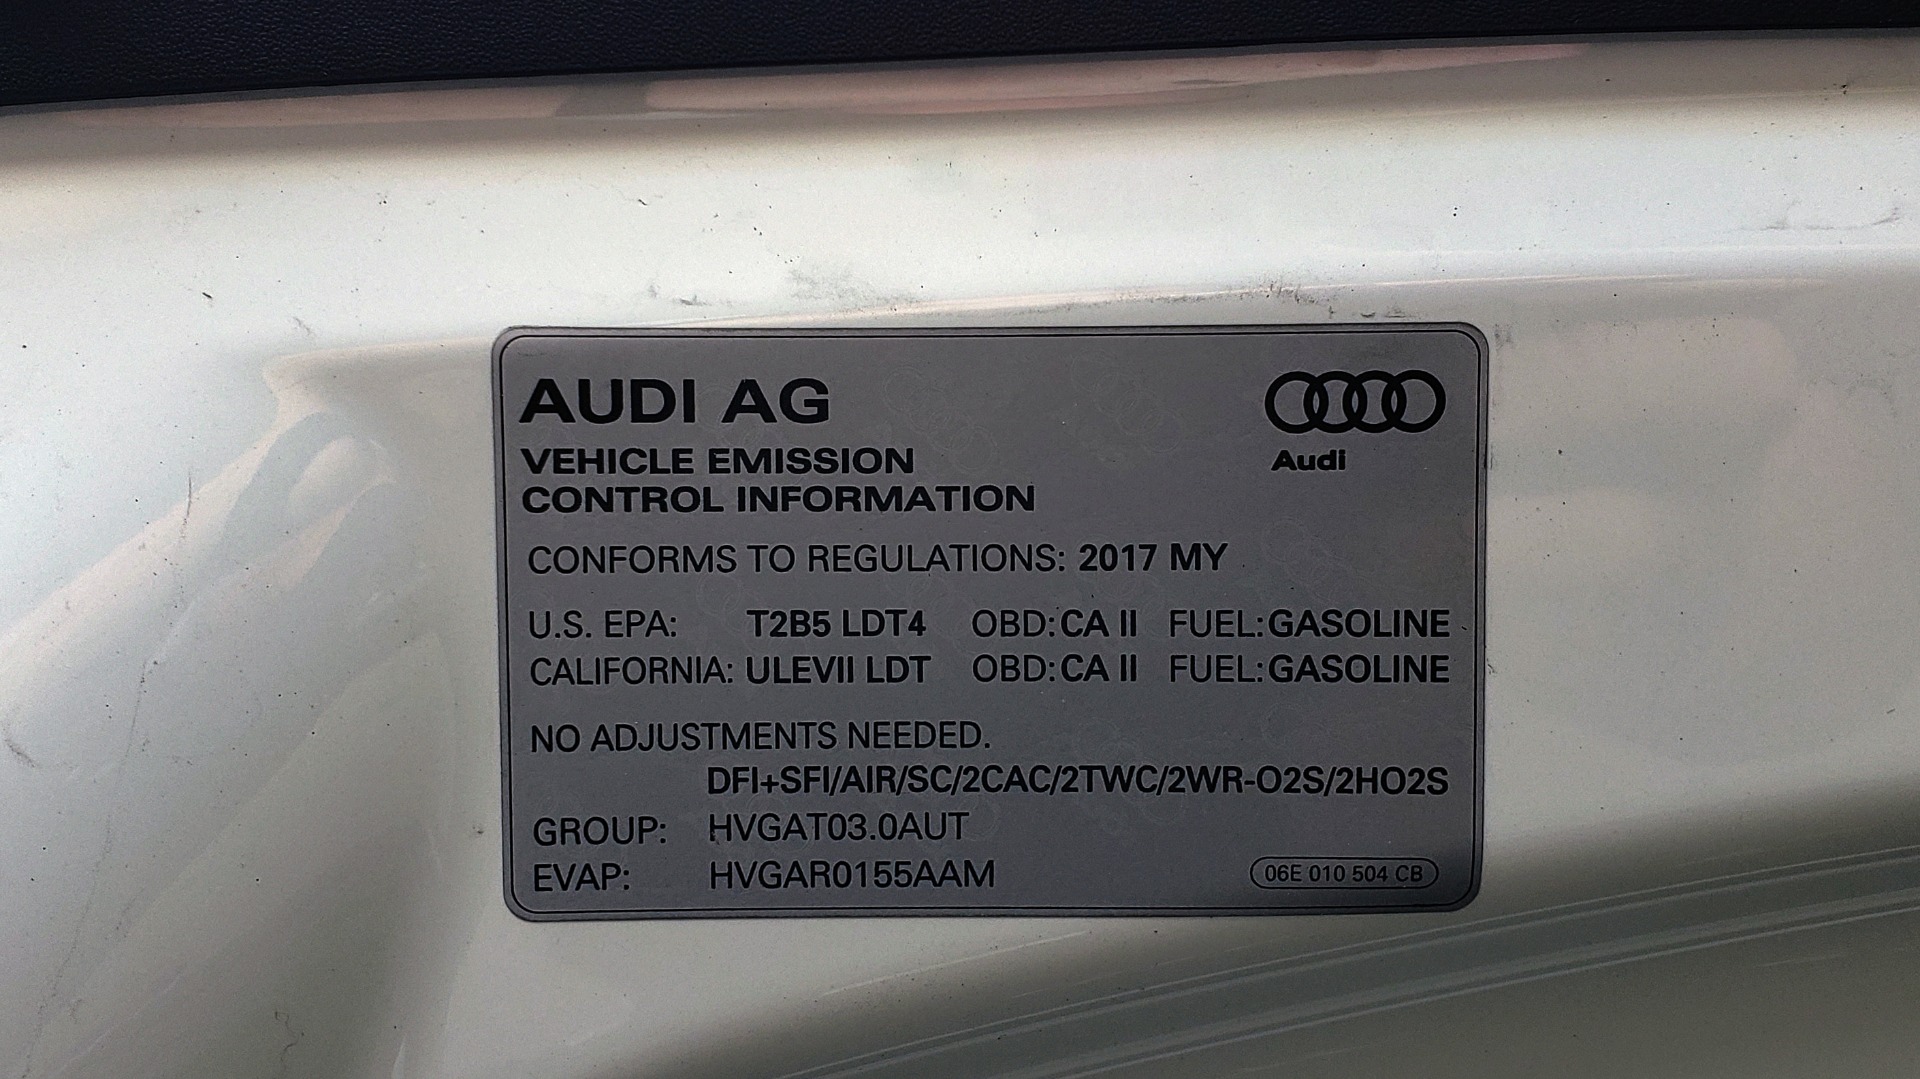 AUDI AG
Audi
VEHICLE EMISSION
CONTROL INFORMATION
CONFORMS TO REGULATIONS: 2017 MY
U.S. EPA: T2B5 LDT4 OBD: CA II FUEL: GASOLINE
CALIFORNIA: ULEVII LDT OBD: CA II FUEL: GASOLINE
NO ADJUSTMENTS NEEDED.
DFI+SFI/AIR/SC/2CAC/2TWC/2WR-O2S/2HO2S
GROUP: HVGAT03.0AUT
EVAP: HVGAR0155AAM
06E 010 504 CB